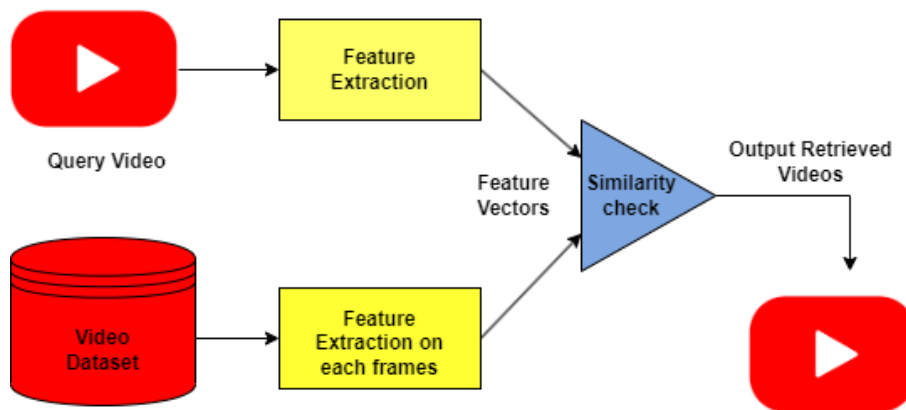 Feature
Extraction
Query Video
Feature
Vectors
Similarity
check
Output Retrieved
Videos
Video
Dataset
Feature
Extraction on
each frames